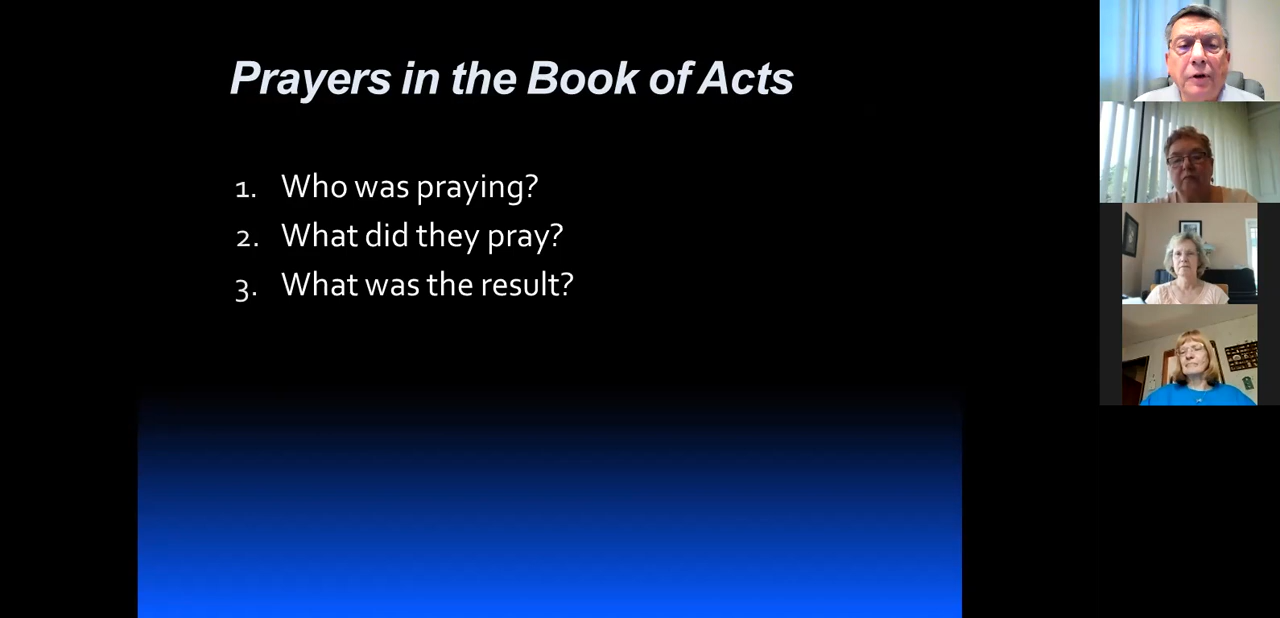 Prayers in the Book of Acts
1. Who was praying?
2. What did they pray?
3. What was the result?